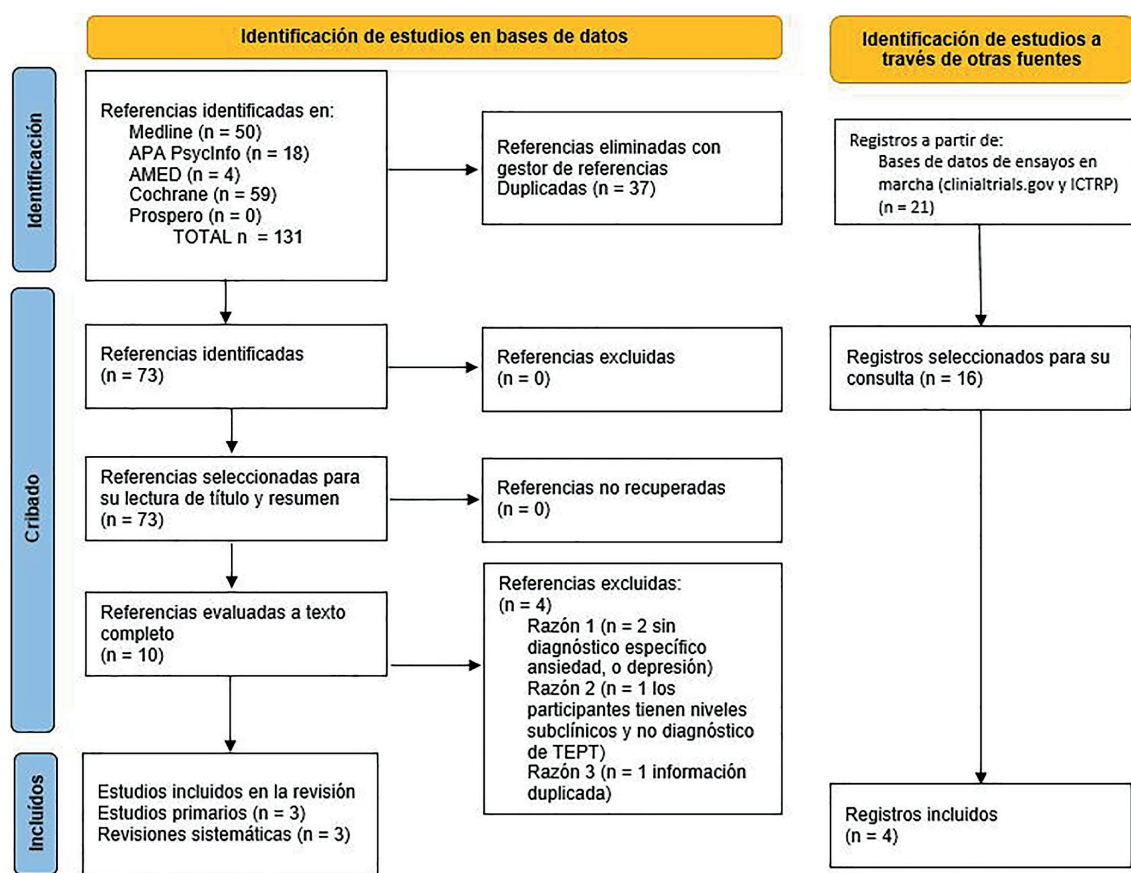 Identificación de estudios en bases de datos
Identificación de estudios a
través de otras fuentes
Identificación
Referencias identificadas en:
Medline (n = 50)
APA PsycInfo (n = 18)
AMED (n = 4)
Cochrane (n = 59)
Prospero (n = 0)
TOTAL n = 131
Referencias eliminadas con
gestor de referencias
Duplicadas (n = 37)
Registros a partir de:
Bases de datos de ensayos en
marcha (clinialtrials.gov y ICTRP)
(n = 21)
Cribado
Referencias identificadas
(n = 73)
Referencias excluidas
(n = 0)
Registros seleccionados para su
consulta (n = 16)
Referencias seleccionadas para
su lectura de título y resumen
(n = 73)
Referencias no recuperadas
(n = 0)
Referencias evaluadas a texto
completo
(n = 10)
Referencias excluidas:
(n = 4)
Razón 1 (n = 2 sin
diagnóstico específico
ansiedad, o depresión)
Razón 2 (n = 1 los
participantes tienen niveles
subclínicos y no diagnóstico
de TEPT)
Razón 3 (n = 1 información
duplicada)
Incluídos
Estudios incluidos en la revisión
Estudios primarios (n = 3)
Revisiones sistemáticas (n = 3)
Registros incluidos
(n = 4)